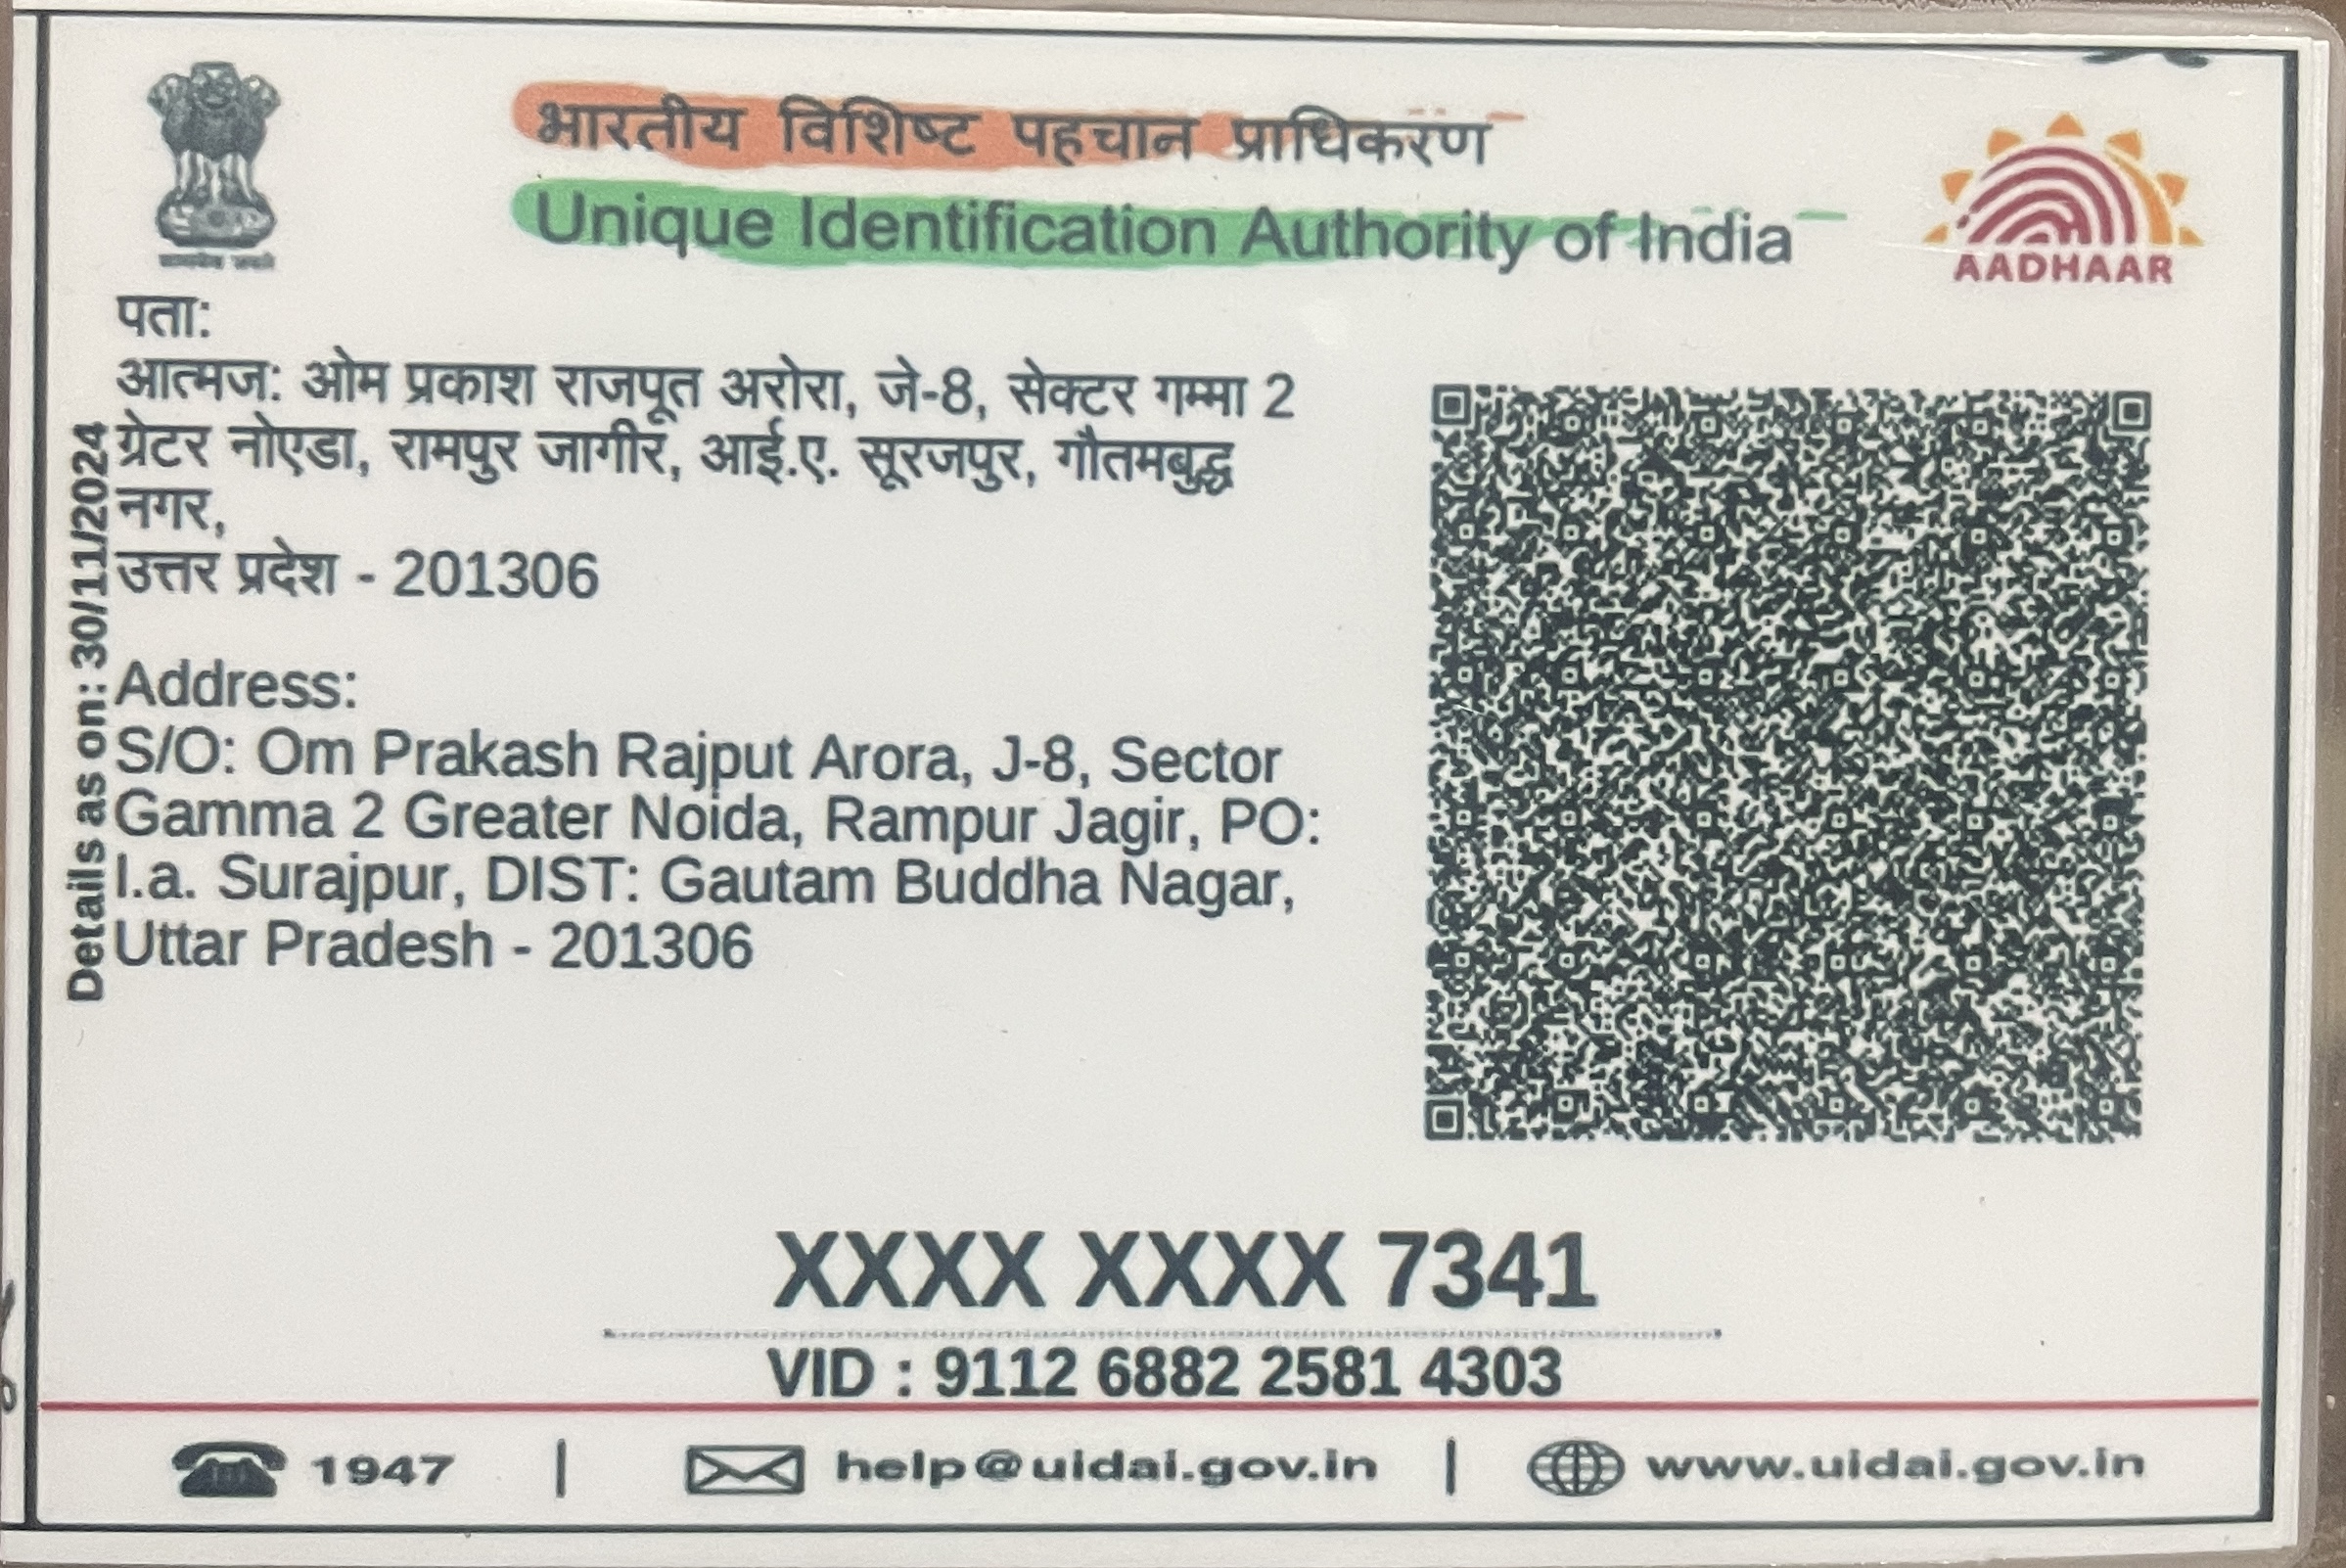 भारतीय विशिष्ट पहचान प्राधिकरण
Unique Identification Authority of India
AADHAAR
पता:
आत्मज: ओम प्रकाश राजपूत अरोरा, जे-8, सेक्टर गम्मा 2
ग्रेटर नोएडा, रामपुर जागीर, आई.ए. सूरजपुर, गौतमबुद्ध
नगर,
उत्तर प्रदेश - 201306
Details as on: 30/11/2024
Address:
S/O: Om Prakash Rajput Arora, J-8, Sector
Gamma 2 Greater Noida, Rampur Jagir, PO:
I.a. Surajpur, DIST: Gautam Buddha Nagar,
Uttar Pradesh - 201306
XXXX XXXX 7341
VID : 9112 6882 2581 4303
1947 | help@uidai.gov.in | www.uidai.gov.in